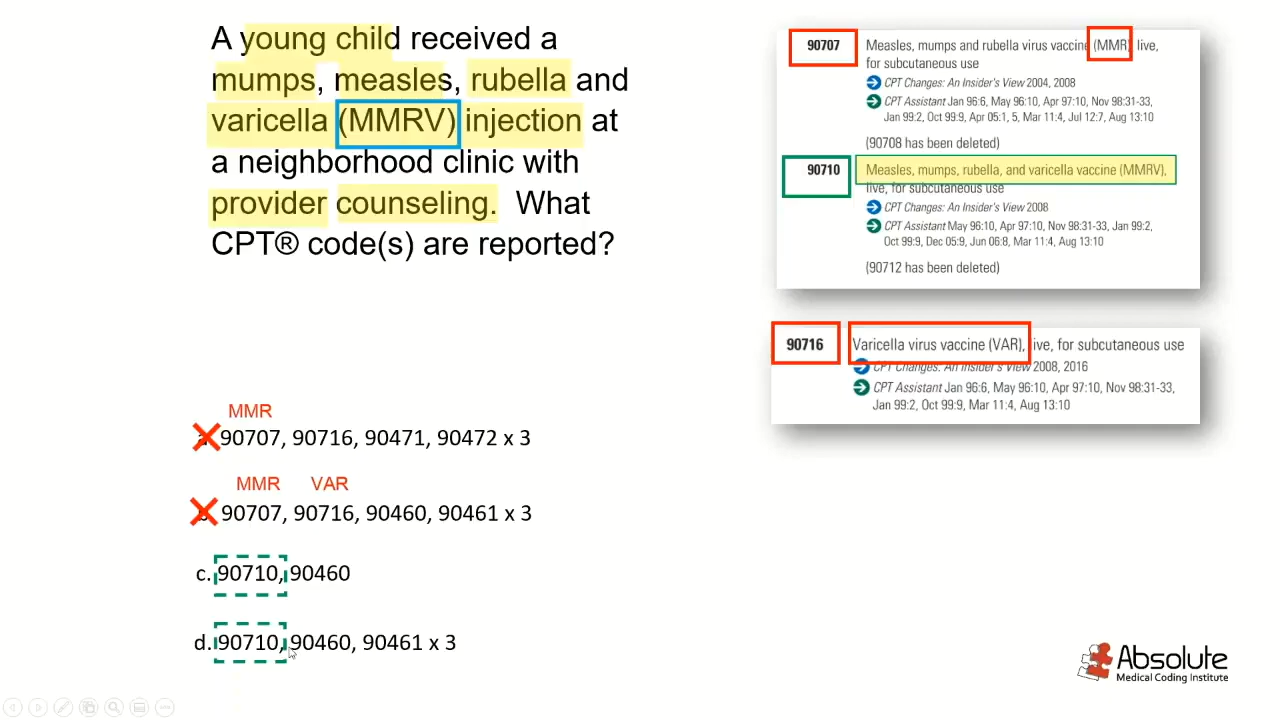 A young child received a
mumps, measles, rubella and
varicella (MMRV) injection at
a neighborhood clinic with
provider counseling. What
CPT® code(s) are reported?
MMR
90707, 90716, 90471, 90472 x 3
MMR VAR
90707, 90716, 90460, 90461 x 3
c. 90710, 90460
d. 90710, 90460, 90461 x 3
90707 Measles, mumps and rubella virus vaccine (MMR), live,
for subcutaneous use
CPT Changes: An Insider's View 2004, 2008
CPT Assistant Jan 96:6, May 96:10, Apr 97:10, Nov 98:31-33,
Jan 99:2, Oct 99:9, Apr 05:1, 5, Mar 11:4, Jul 12:7, Aug 13:10
(90708 has been deleted)
90710 Measles, mumps, rubella, and varicella vaccine (MMRV),
live, for subcutaneous use
CPT Changes: An Insider's View 2008
CPT Assistant May 96:10, Apr 97:10, Nov 98:31-33, Jan 99:2,
Oct 99:9, Dec 05:9, Jun 06:8, Mar 11:4, Aug 13:10
(90712 has been deleted)
90716 Varicella virus vaccine (VAR), live, for subcutaneous use
CPT Changes: An Insider's View 2008, 2016
CPT Assistant Jan 96:6, May 96:10, Apr 97:10, Nov 98:31-33,
Jan 99:2, Oct 99:9, Mar 11:4, Aug 13:10
Absolute
Medical Coding Institute